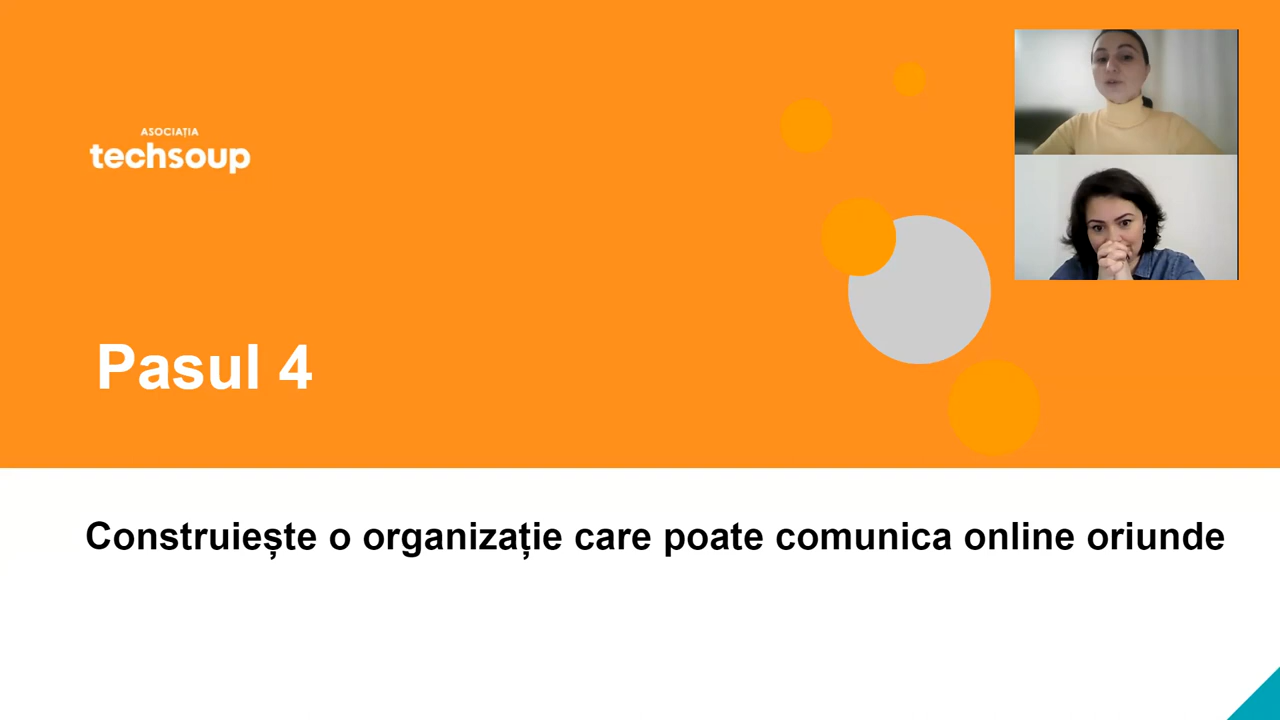 ASOCIAȚIA
techsoup
Pasul 4
Construiește o organizație care poate comunica online oriunde